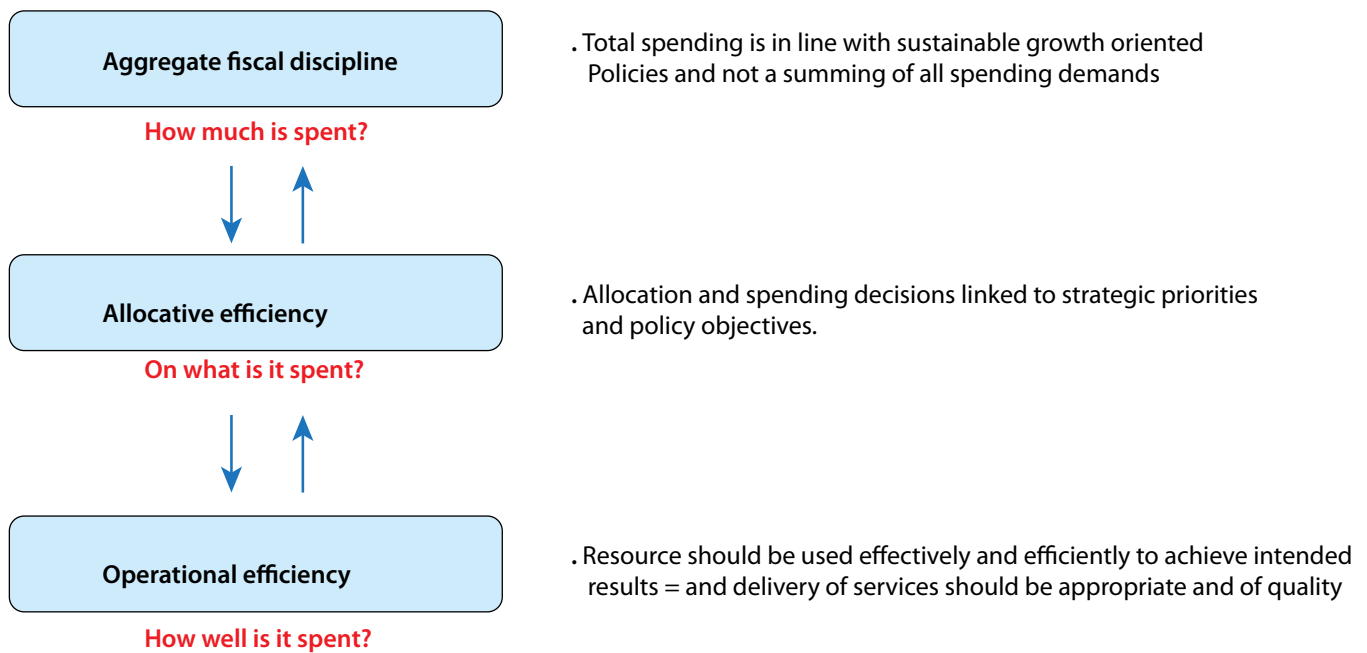 Aggregate fiscal discipline
. Total spending is in line with sustainable growth oriented
Policies and not a summing of all spending demands
How much is spent?
Allocative efficiency
. Allocation and spending decisions linked to strategic priorities
and policy objectives.
On what is it spent?
Operational efficiency
. Resource should be used effectively and efficiently to achieve intended
results = and delivery of services should be appropriate and of quality
How well is it spent?